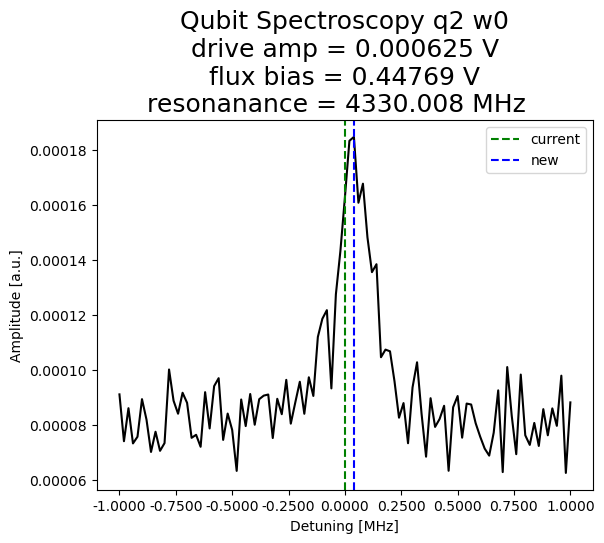 Qubit Spectroscopy q2 w0
drive amp = 0.000625 V
flux bias = 0.44769 V
resonanance = 4330.008 MHz
current
new
0.00018
0.00016
0.00014
0.00012
0.00010
0.00008
0.00006
Amplitude [a.u.]
-1.0000 -0.7500 -0.5000 -0.2500 0.0000 0.2500 0.5000 0.7500 1.0000
Detuning [MHz]